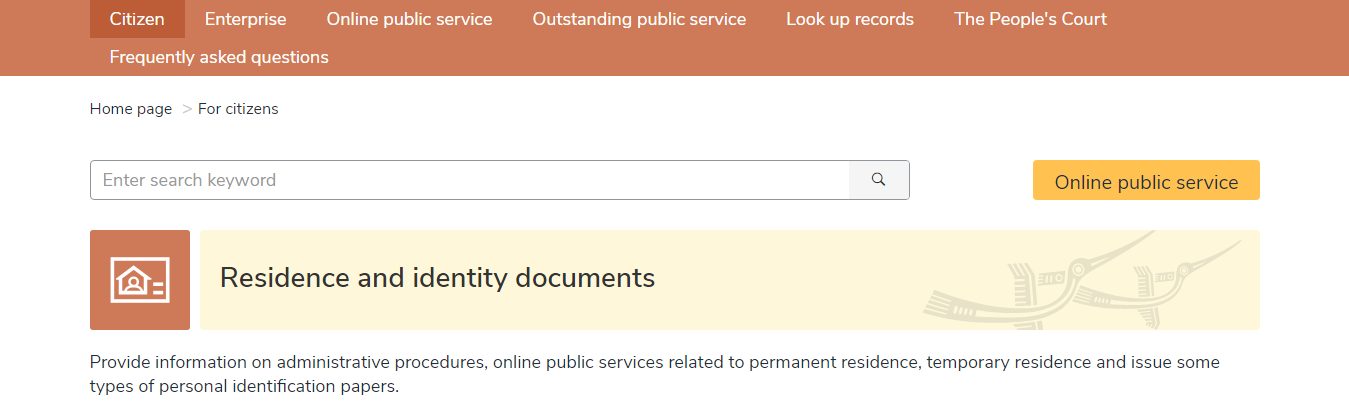 Citizen Enterprise Online public service Outstanding public service Look up records The People's Court
Frequently asked questions
Home page > For citizens
Enter search keyword
Online public service
Residence and identity documents
Provide information on administrative procedures, online public services related to permanent residence, temporary residence and issue some
types of personal identification papers.